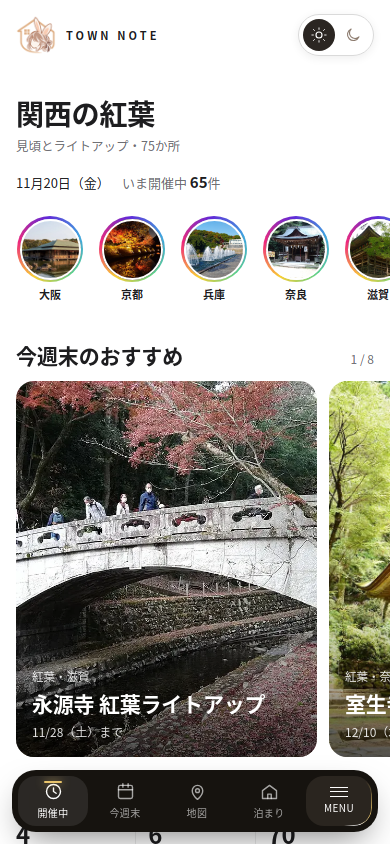 TOWN NOTE
関西の紅葉
見頃とライトアップ・75か所
11月20日（金） いま開催中 65件
大阪 京都 兵庫 奈良 滋賀
今週末のおすすめ
1 / 8
紅葉・滋賀
永源寺 紅葉ライトアップ
11/28（土）まで
紅葉・奈
室生
12/10（
開催中 今週末 地図 泊まり MENU
4 6 70